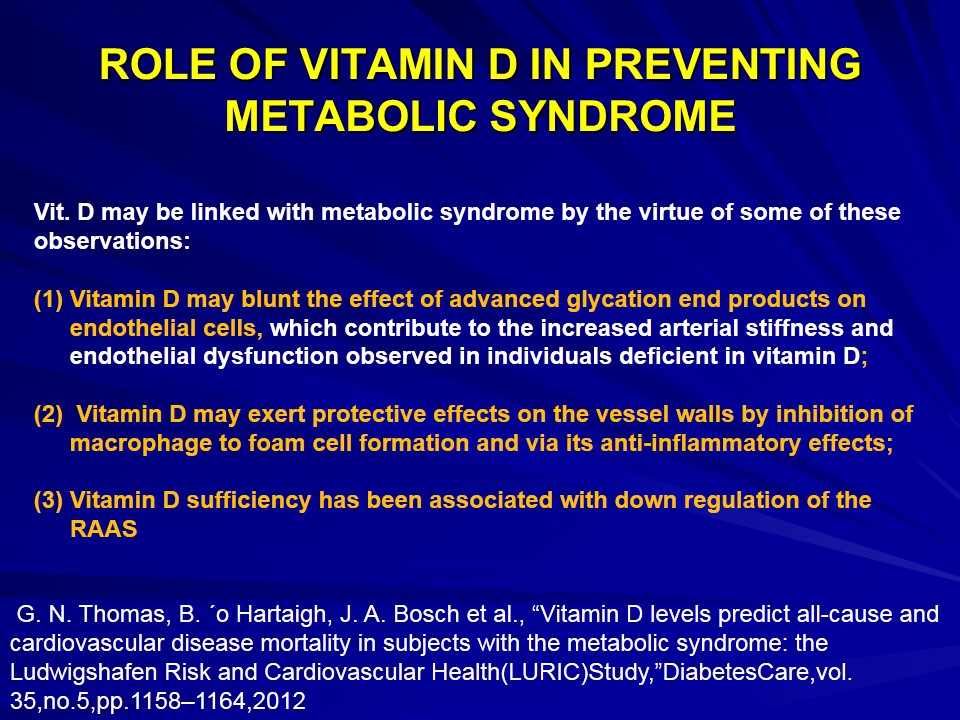 ROLE OF VITAMIN D IN PREVENTING
METABOLIC SYNDROME
Vit. D may be linked with metabolic syndrome by the virtue of some of these
observations:
(1) Vitamin D may blunt the effect of advanced glycation end products on
endothelial cells, which contribute to the increased arterial stiffness and
endothelial dysfunction observed in individuals deficient in vitamin D;
(2) Vitamin D may exert protective effects on the vessel walls by inhibition of
macrophage to foam cell formation and via its anti-inflammatory effects;
(3) Vitamin D sufficiency has been associated with down regulation of the
RAAS
G. N. Thomas, B. ´o Hartaigh, J. A. Bosch et al., “Vitamin D levels predict all-cause and
cardiovascular disease mortality in subjects with the metabolic syndrome: the
Ludwigshafen Risk and Cardiovascular Health(LURIC)Study,”DiabetesCare,vol.
35,no.5,pp.1158–1164,2012